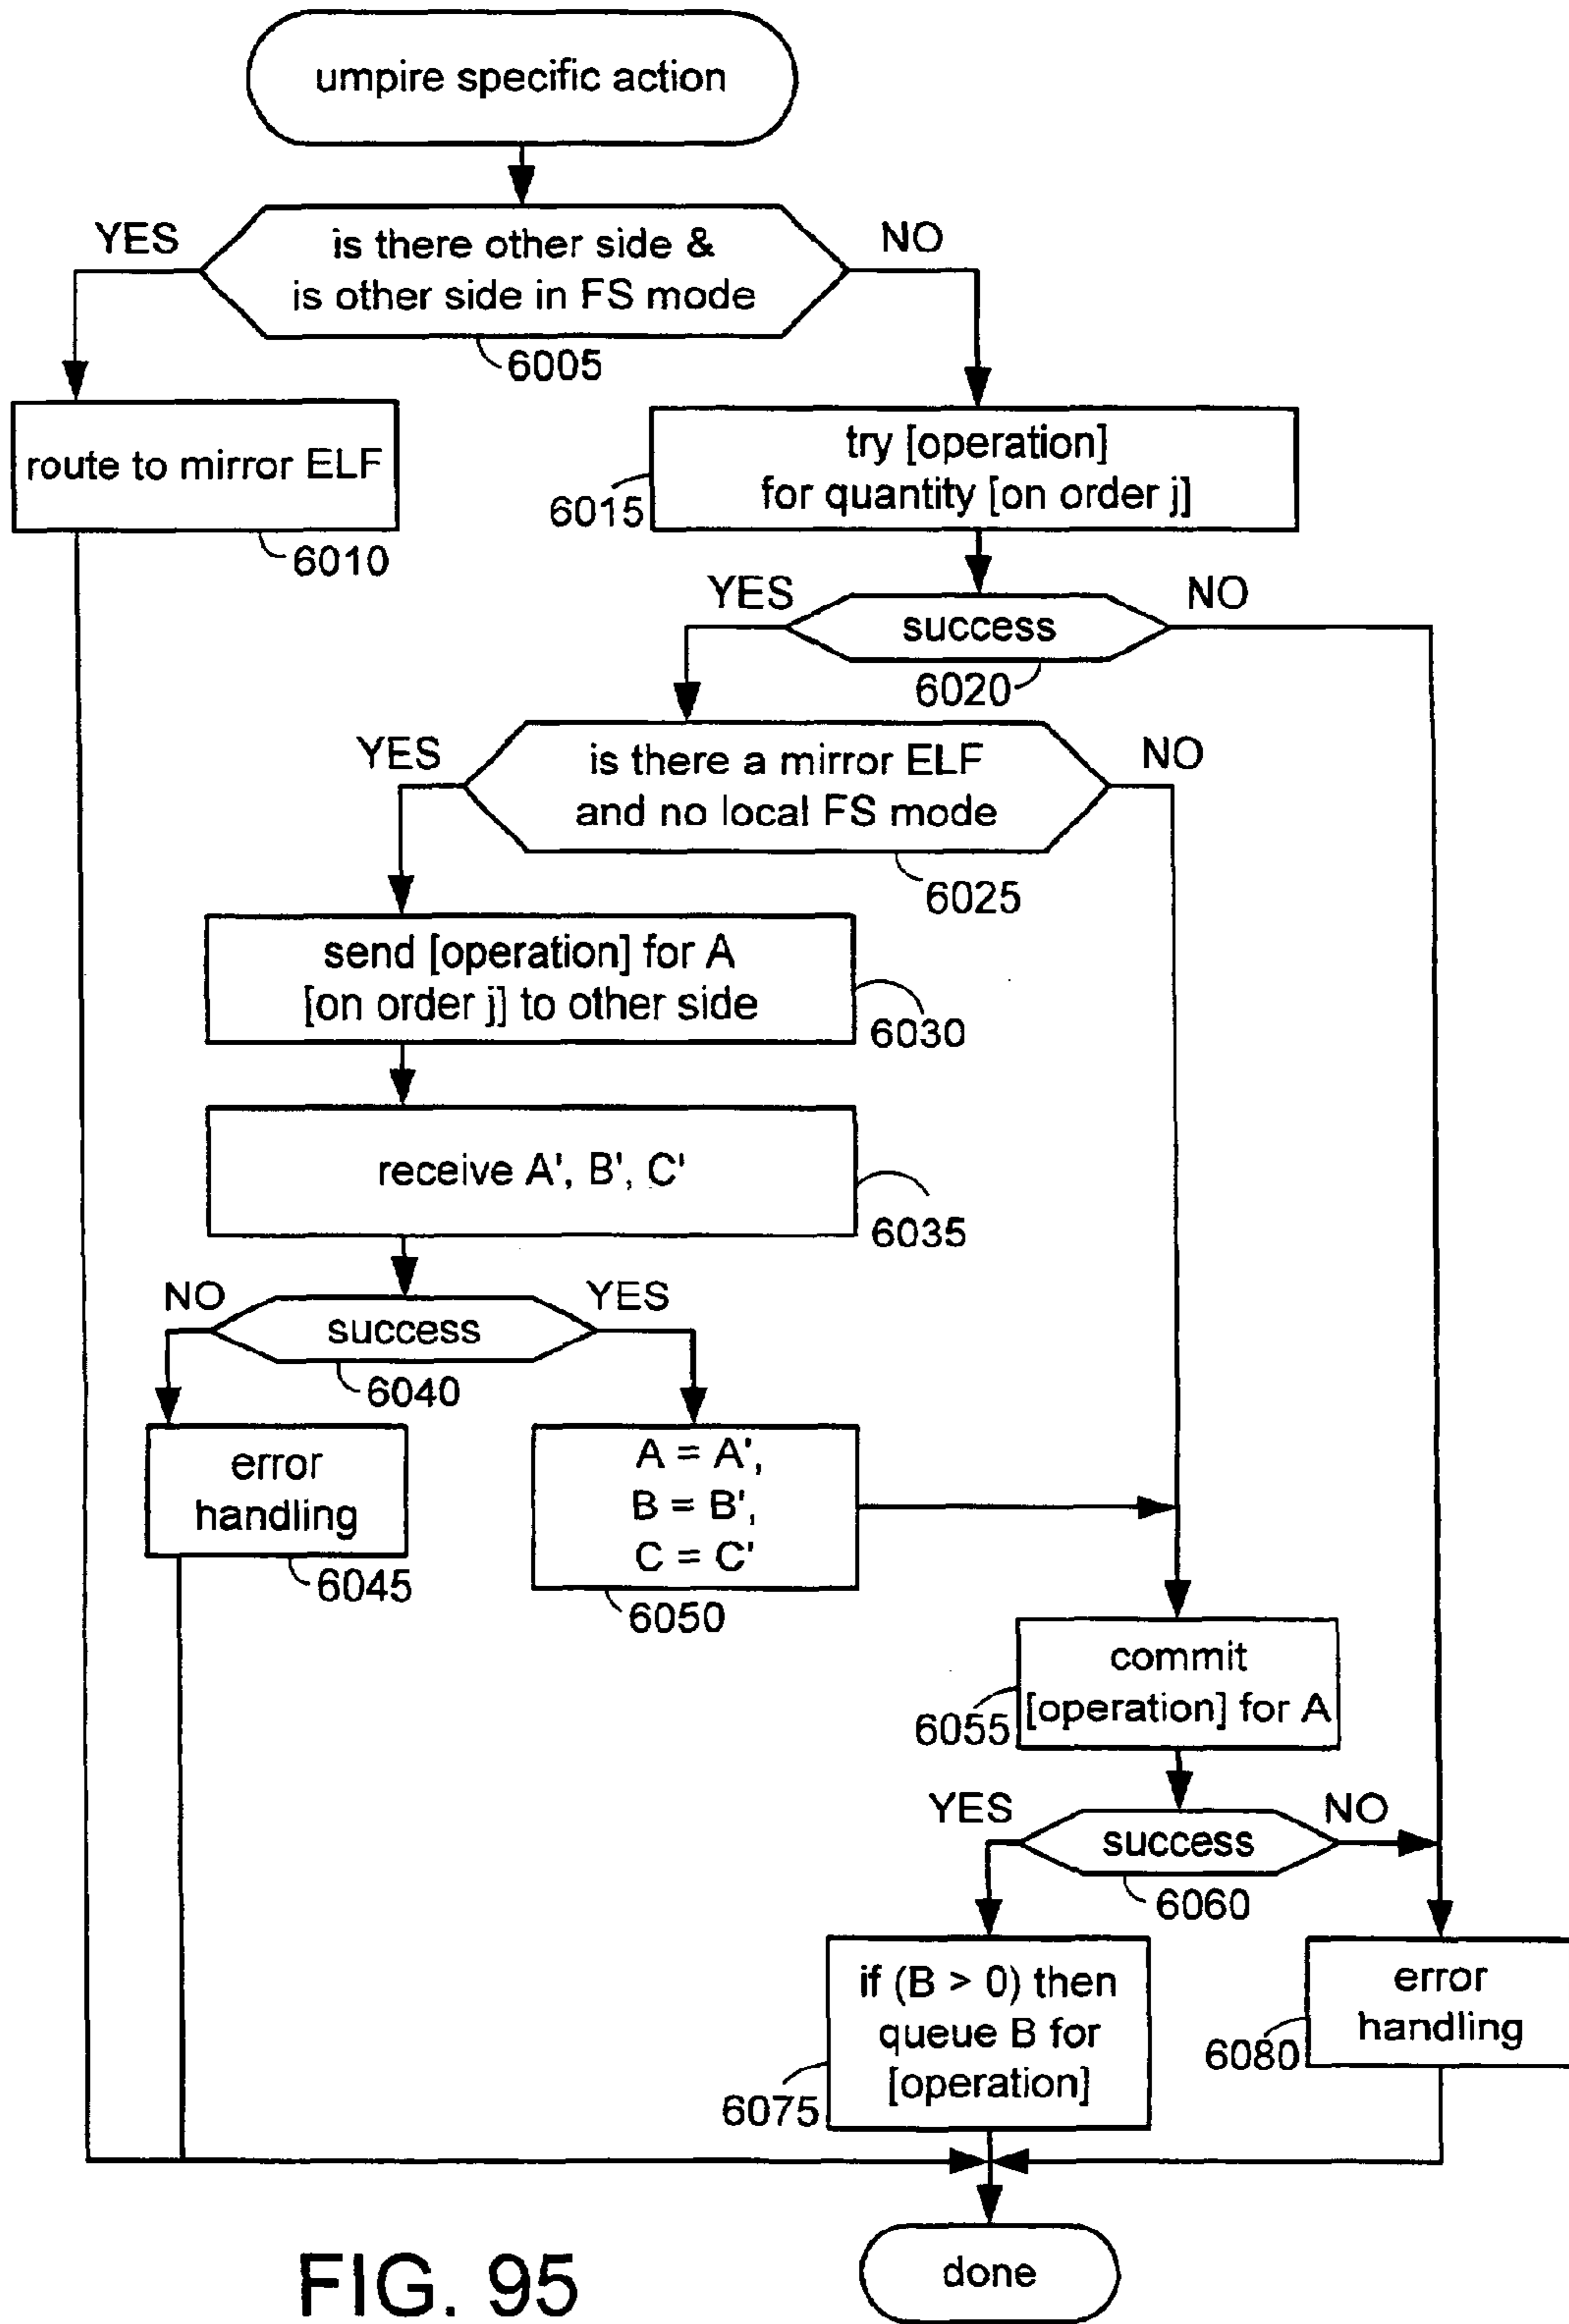 umpire specific action
YES
is there other side &
is other side in FS mode
NO
6005
route to mirror ELF
6010
try [operation]
for quantity [on order j]
6015
YES
success
NO
6020
YES
is there a mirror ELF
and no local FS mode
NO
6025
send [operation] for A
[on order j] to other side
6030
receive A', B', C'
6035
NO
success
YES
6040
error
handling
6045
A = A',
B = B',
C = C'
6050
commit
[operation] for A
6055
YES
success
NO
6060
if (B > 0) then
queue B for
[operation]
6075
error
handling
6080
done
FIG. 95